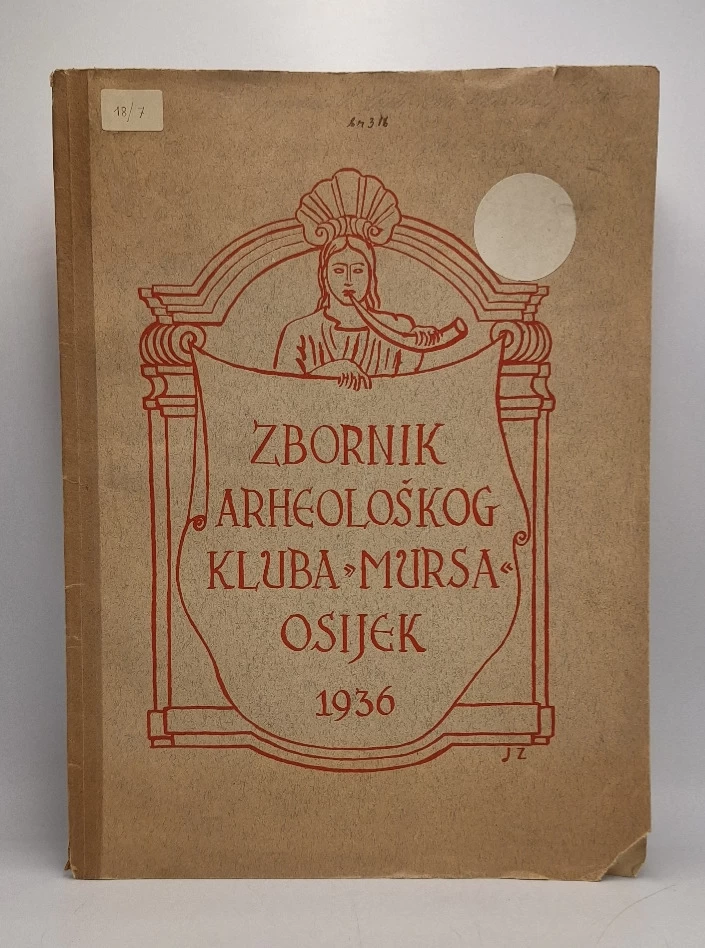 18/7
ZBORNIK
ARHEOLOŠKOG
KLUBA »MURSA«
OSIJEK
1936
JZ